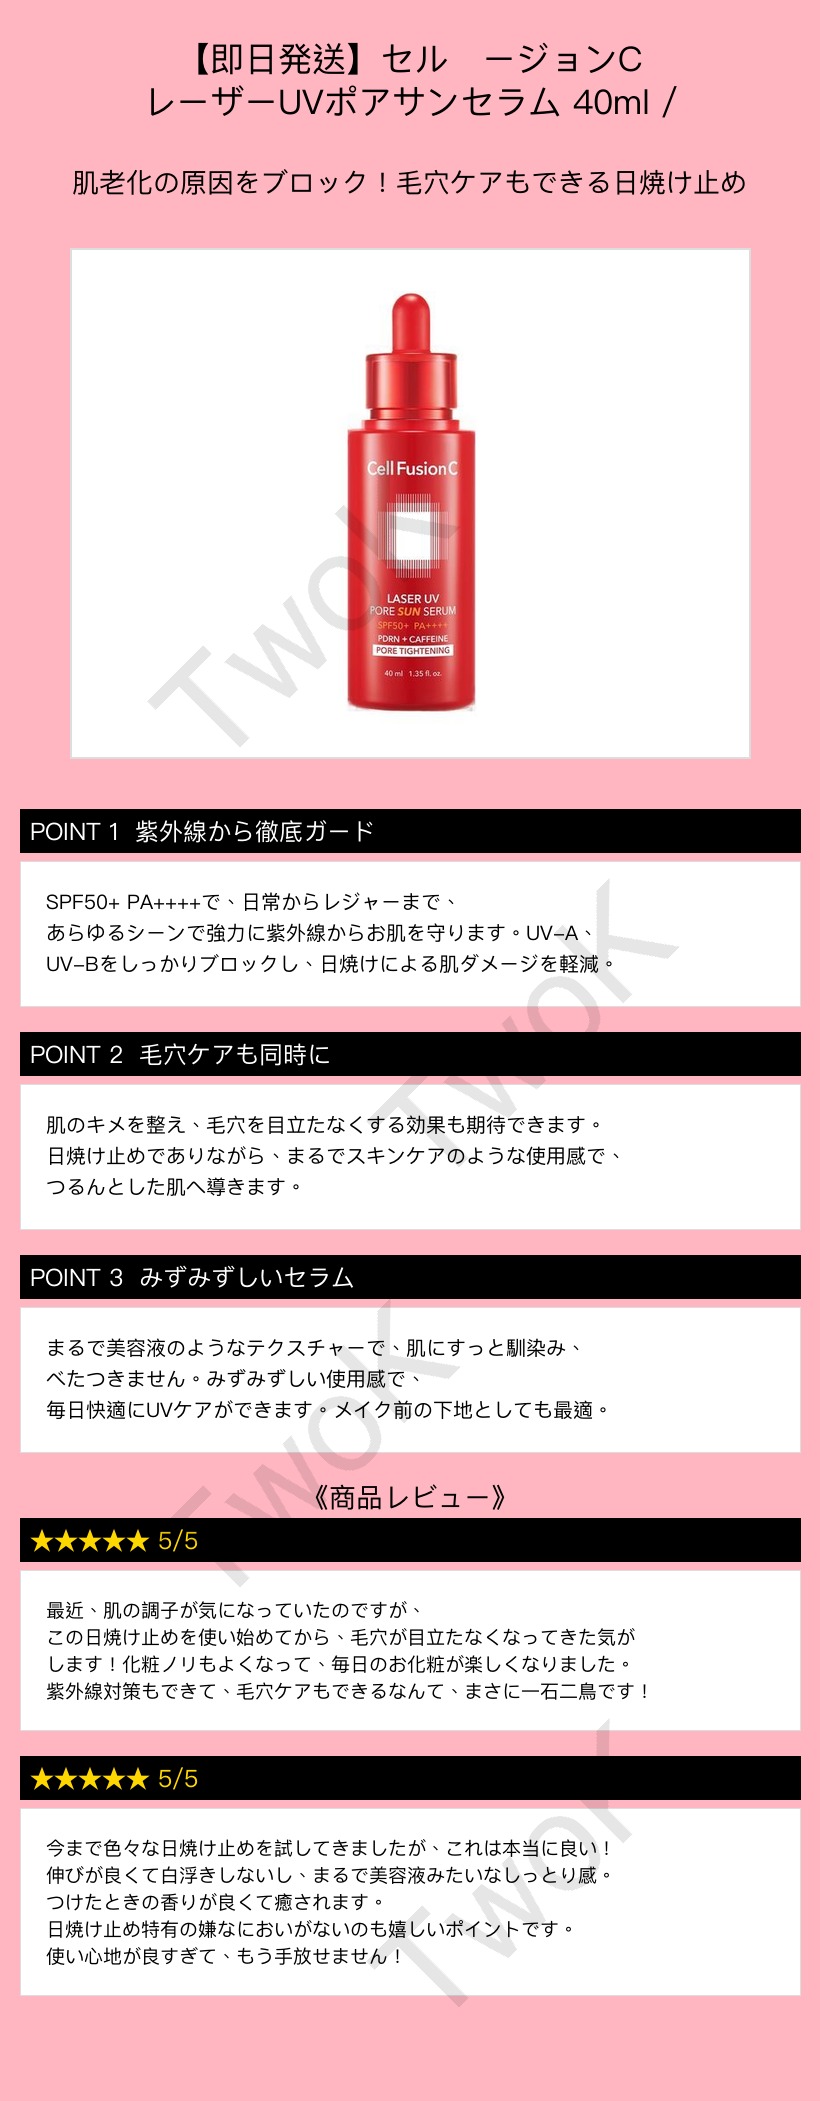 【即日発送】セル　ージョンC
レーザーUVポアサンセラム 40ml /
肌老化の原因をブロック！毛穴ケアもできる日焼け止め
Cell Fusion C
LASER UV
PORE SUN SERUM
SPF50+ PA++++
PDRN + CAFFEINE
PORE TIGHTENING
40 ml 1.35 fl. oz.
TwoK
POINT 1 紫外線から徹底ガード
SPF50+ PA++++で、日常からレジャーまで、
あらゆるシーンで強力に紫外線からお肌を守ります。UV-A、
UV-Bをしっかりブロックし、日焼けによる肌ダメージを軽減。
TwoK
POINT 2 毛穴ケアも同時に
肌のキメを整え、毛穴を目立たなくする効果も期待できます。
日焼け止めでありながら、まるでスキンケアのような使用感で、
つるんとした肌へ導きます。
POINT 3 みずみずしいセラム
まるで美容液のようなテクスチャーで、肌にすっと馴染み、
べたつきません。みずみずしい使用感で、
毎日快適にUVケアができます。メイク前の下地としても最適。
TwoK
《商品レビュー》
★★★★★ 5/5
最近、肌の調子が気になっていたのですが、
この日焼け止めを使い始めてから、毛穴が目立たなくなってきた気が
します！化粧ノリもよくなって、毎日のお化粧が楽しくなりました。
紫外線対策もできて、毛穴ケアもできるなんて、まさに一石二鳥です！
★★★★★ 5/5
今まで色々な日焼け止めを試してきましたが、これは本当に良い！
伸びが良くて白浮きしないし、まるで美容液みたいなしっとり感。
つけたときの香りが良くて癒されます。
日焼け止め特有の嫌なにおいがないのも嬉しいポイントです。
使い心地が良すぎて、もう手放せません！
TwoK